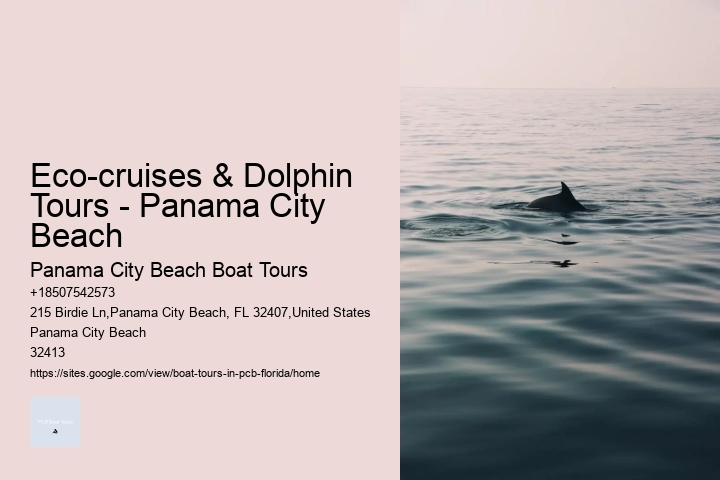 Eco-cruises & Dolphin
Tours - Panama City
Beach
Panama City Beach Boat Tours
+18507542573
215 Birdie Ln,Panama City Beach, FL 32407,United States
Panama City Beach
32413
https://sites.google.com/view/boat-tours-in-pcb-florida/home